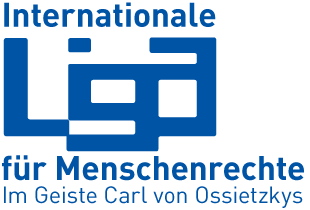 Internationale
Liga
für Menschenrechte
Im Geiste Carl von Ossietzkys